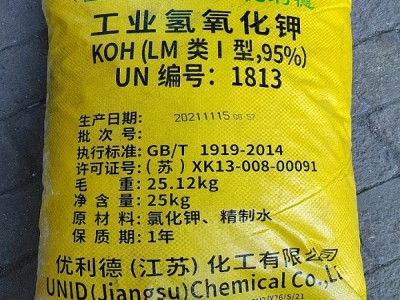 工业氢氧化钾
KOH(LM 类 I 型,95%)
UN 编号: 1813
生产日期: 20211115 08:57
批 次 号:
执行标准: GB/T 1919-2014
许可证号: (苏) XK13-008-00091
毛 重: 25.12kg
净 含 量: 25kg
原 材 料: 氯化钾、精制水
保 质 期: 1年
优利德(江苏)化工有限公司
UNID(Jiangsu)Chemical Co.,Ltd